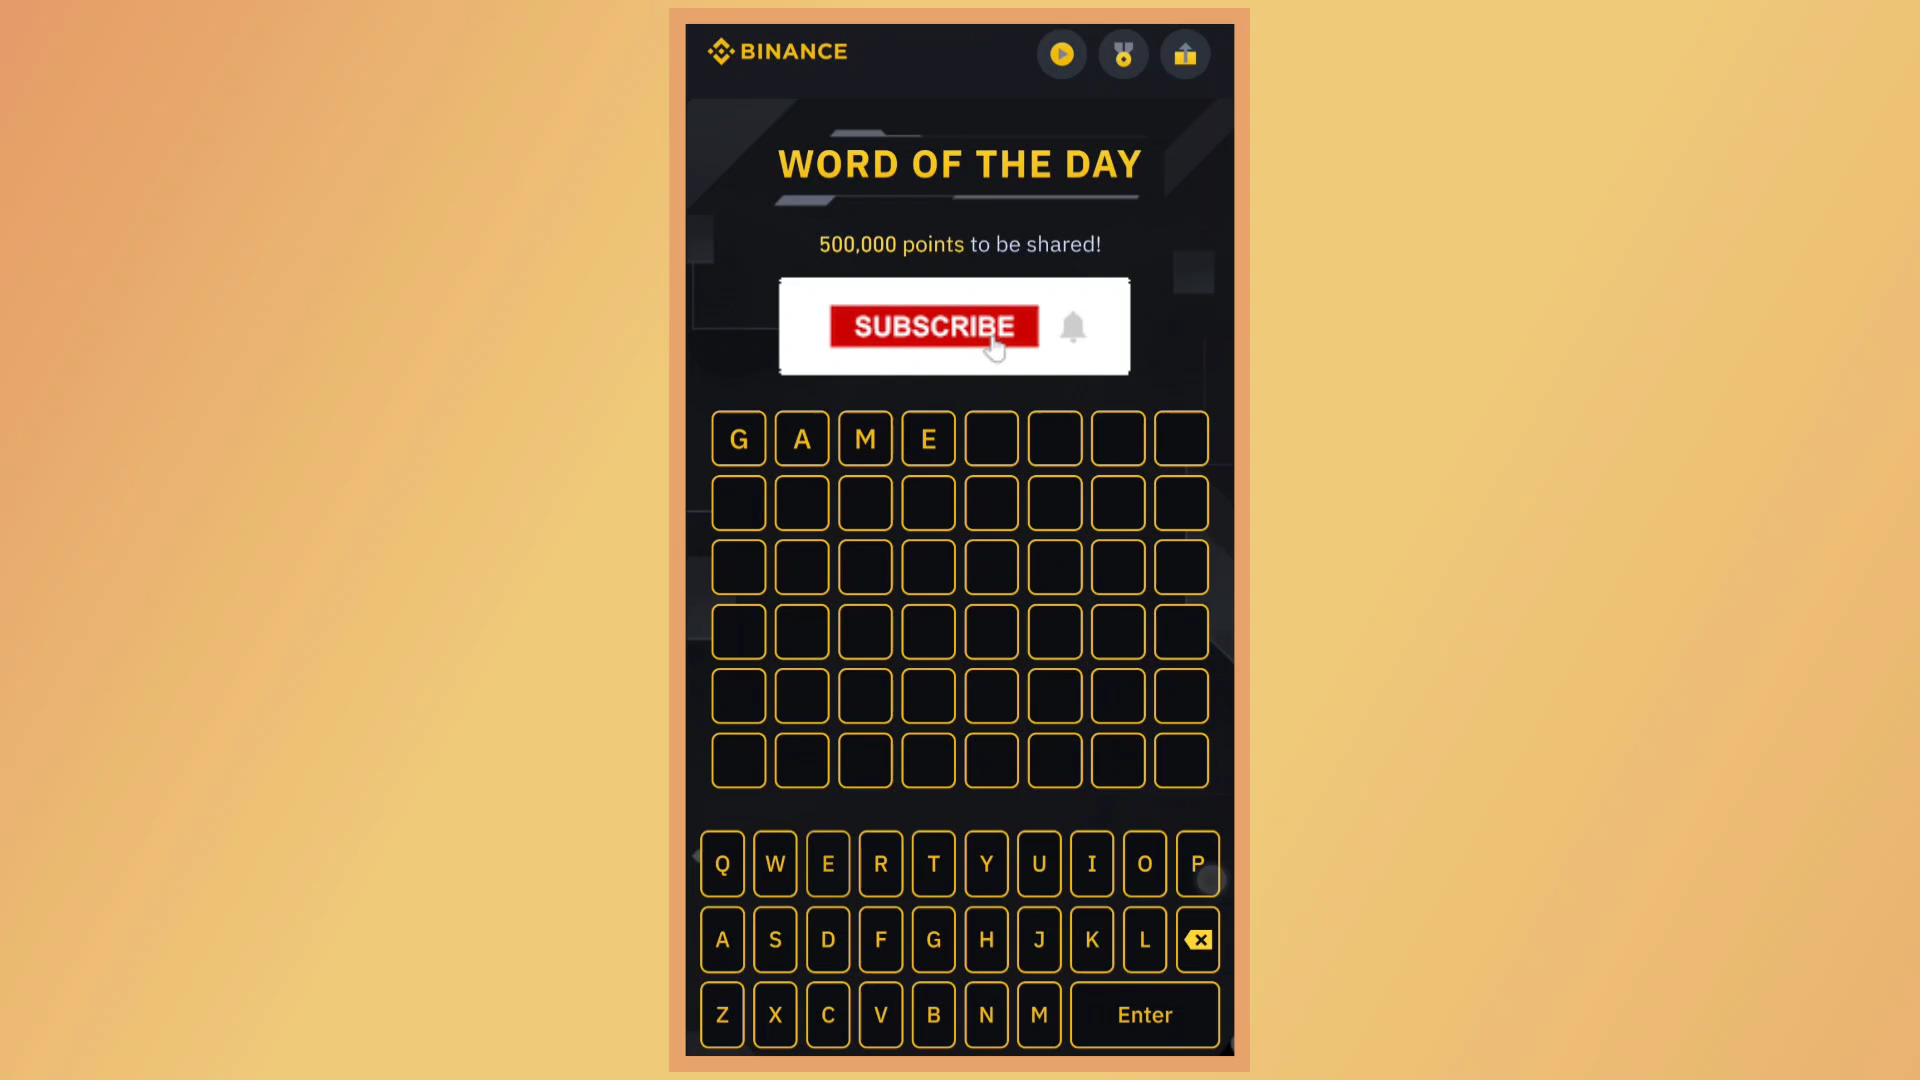 BINANCE
WORD OF THE DAY
500,000 points to be shared!
SUBSCRIBE
G A M E
Q W E R T Y U I O P
A S D F G H J K L
Z X C V B N M Enter